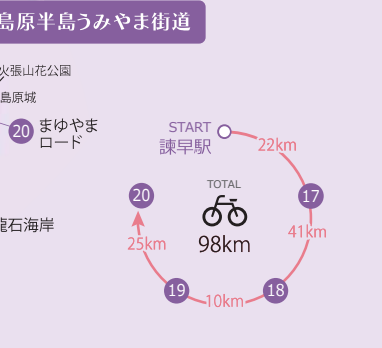 島原半島うみやま街道
火張山花公園
島原城
20 まゆやま
ロード
龍石海岸
START
諫早駅
22km
17
41km
18
10km
19
25km
20
TOTAL
98km